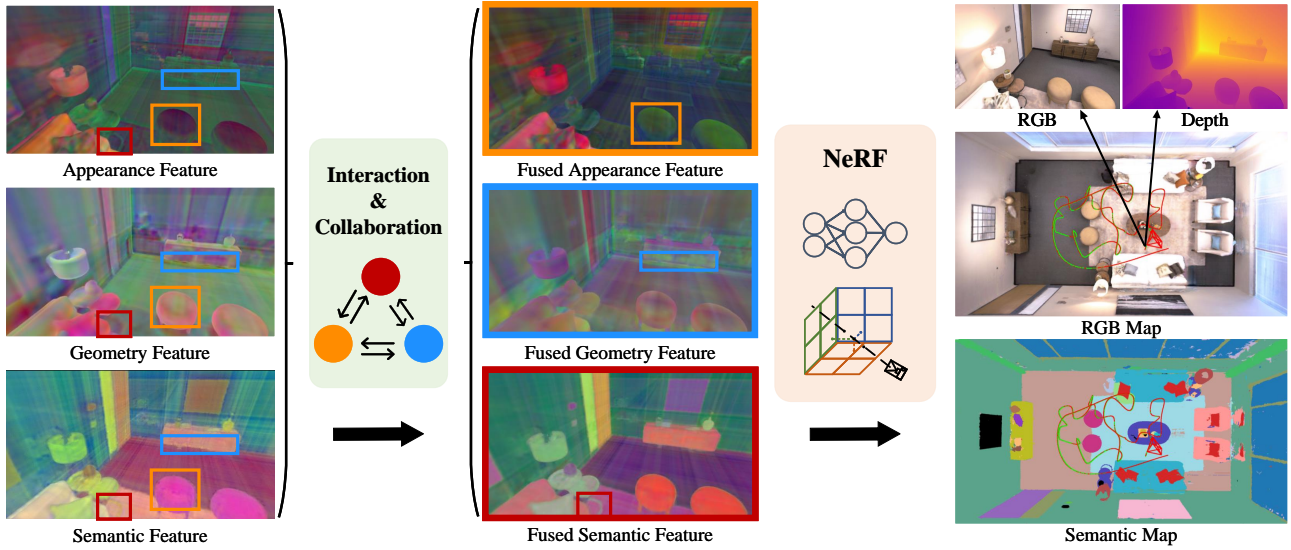 Appearance Feature
Geometry Feature
Semantic Feature
Interaction
&
Collaboration
Fused Appearance Feature
Fused Geometry Feature
Fused Semantic Feature
NeRF
RGB
Depth
RGB Map
Semantic Map